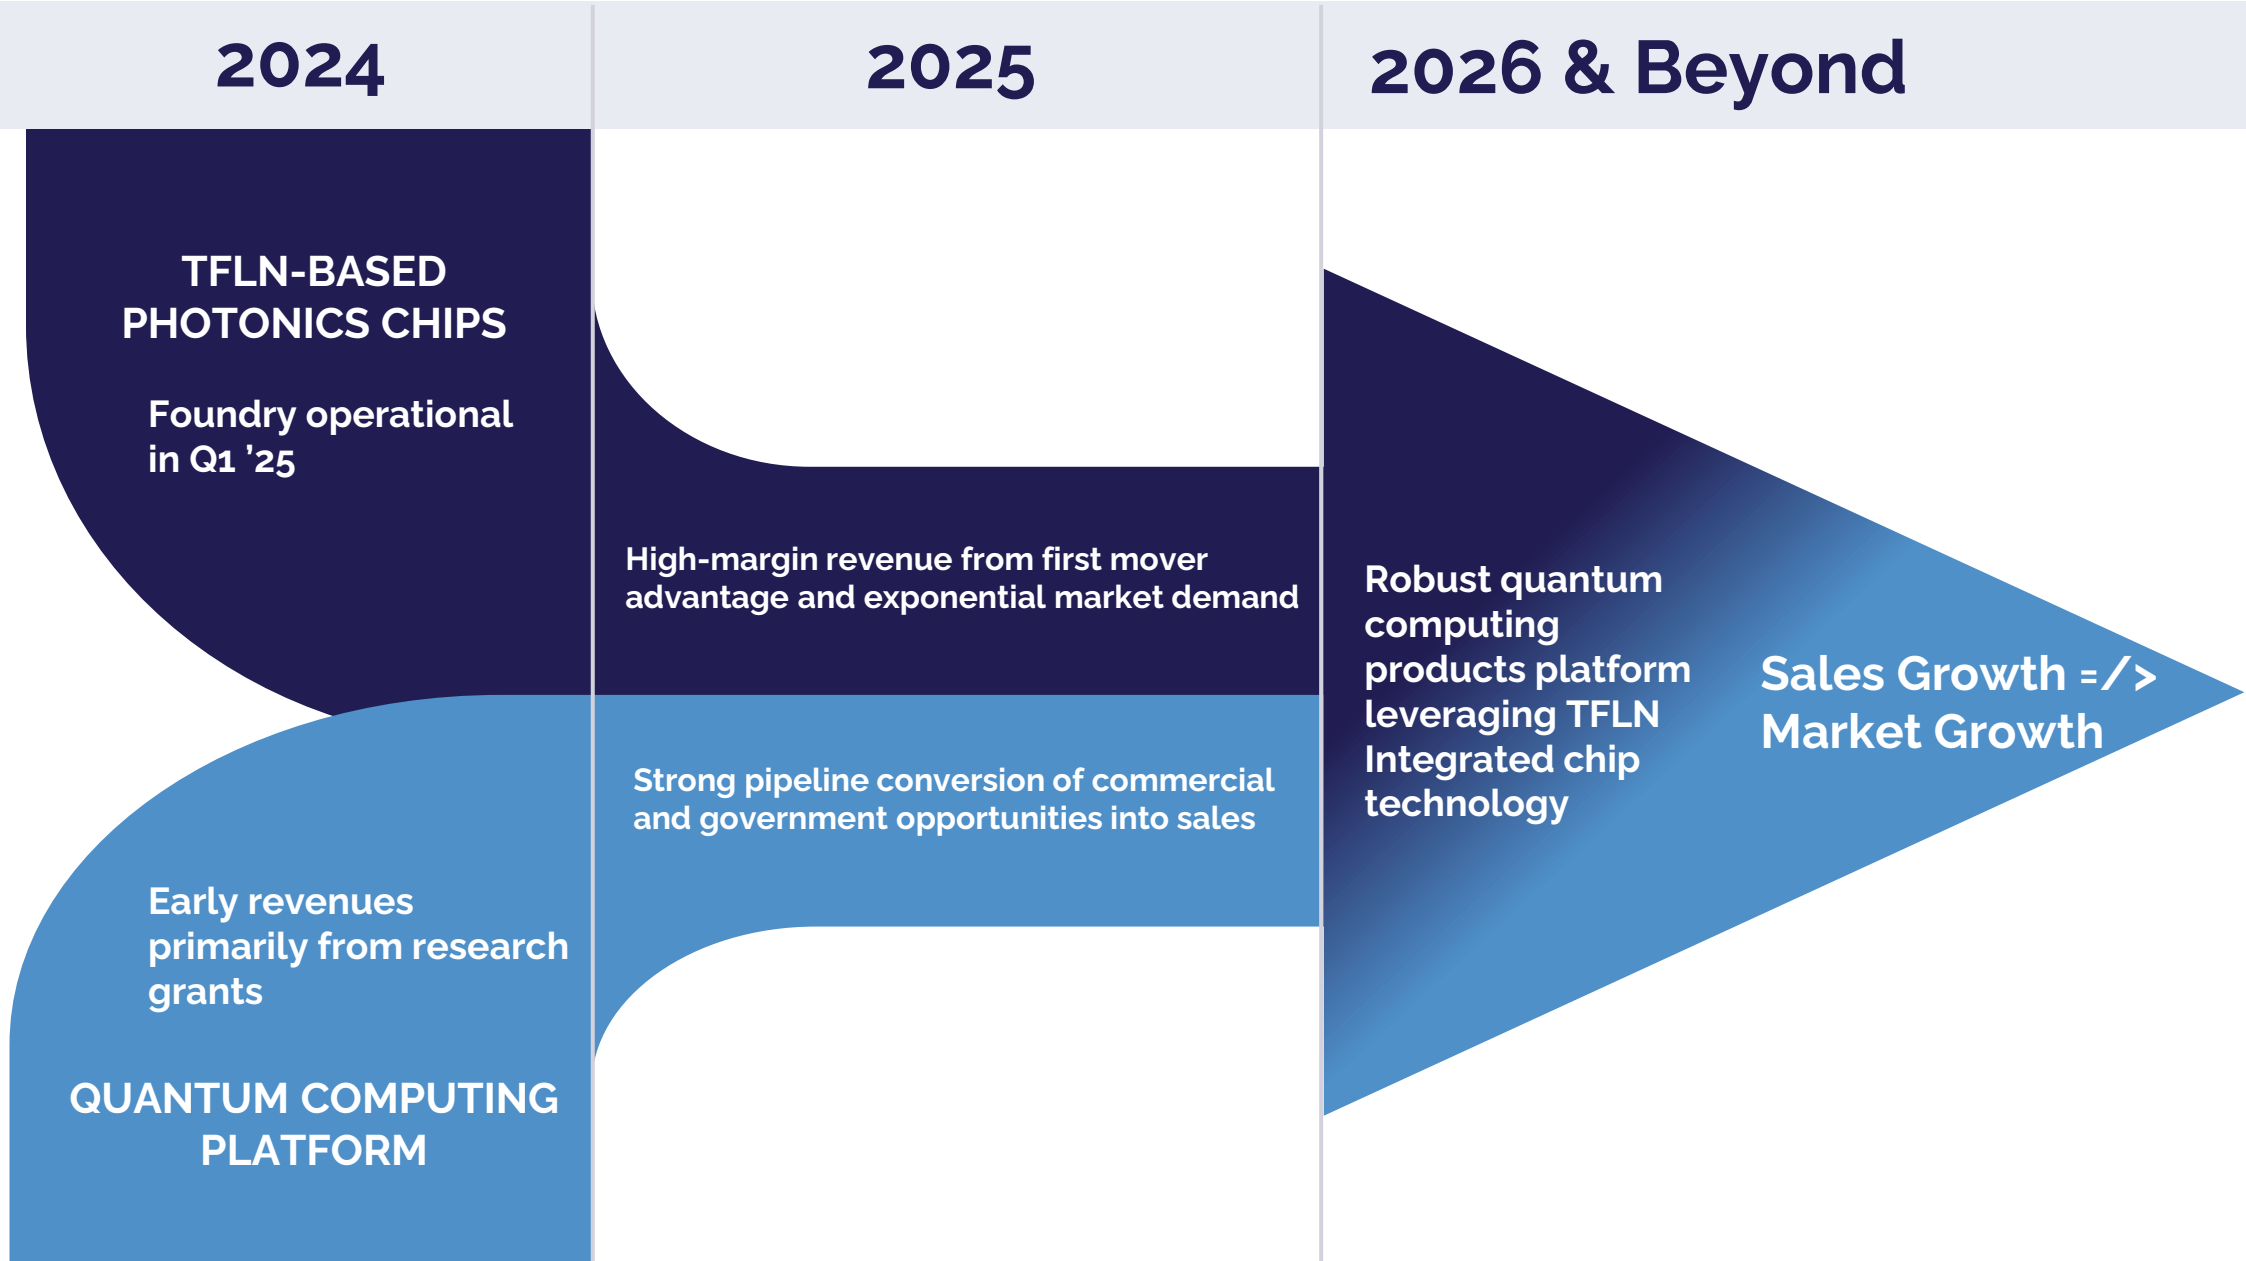 2024
2025
2026 & Beyond
TFLN-BASED
PHOTONICS CHIPS
Foundry operational
in Q1 ’25
High-margin revenue from first mover
advantage and exponential market demand
Strong pipeline conversion of commercial
and government opportunities into sales
Early revenues
primarily from research
grants
QUANTUM COMPUTING
PLATFORM
Robust quantum
computing
products platform
leveraging TFLN
Integrated chip
technology
Sales Growth =/>
Market Growth